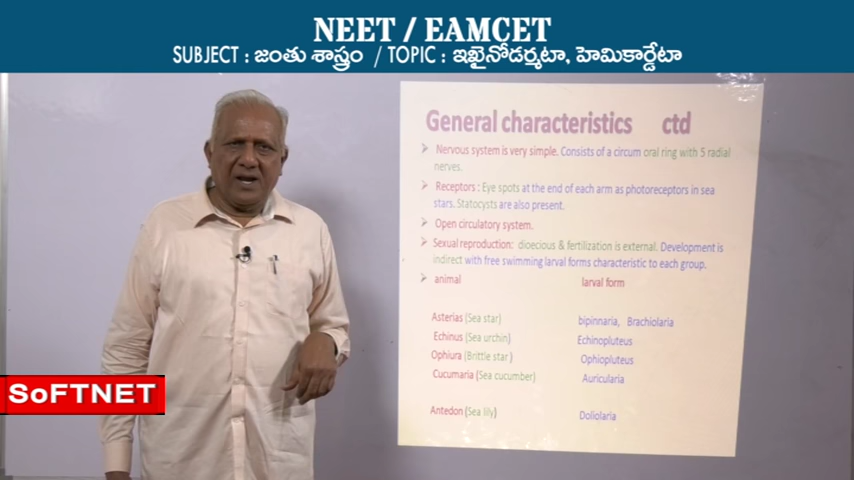 NEET / EAMCET
SUBJECT : జంతు శాస్త్రం / TOPIC : ఇఖైనోడర్మటా, హెమికార్డేటా
General characteristics ctd
Nervous system is very simple. Consists of a circum oral ring with 5 radial
nerves.
Receptors : Eye spots at the end of each arm as photoreceptors in sea
stars. Statocysts are also present.
Open circulatory system.
Sexual reproduction: dioecious & fertilization is external. Development is
indirect with free swimming larval forms characteristic to each group.
animal larval form
Asterias (Sea star) bipinnaria, Brachiolaria
Echinus (Sea urchin) Echinopluteus
Ophiura (Brittle star ) Ophiopluteus
Cucumaria (Sea cucumber) Auricularia
Antedon (Sea lily) Doliolaria
SoFTNET